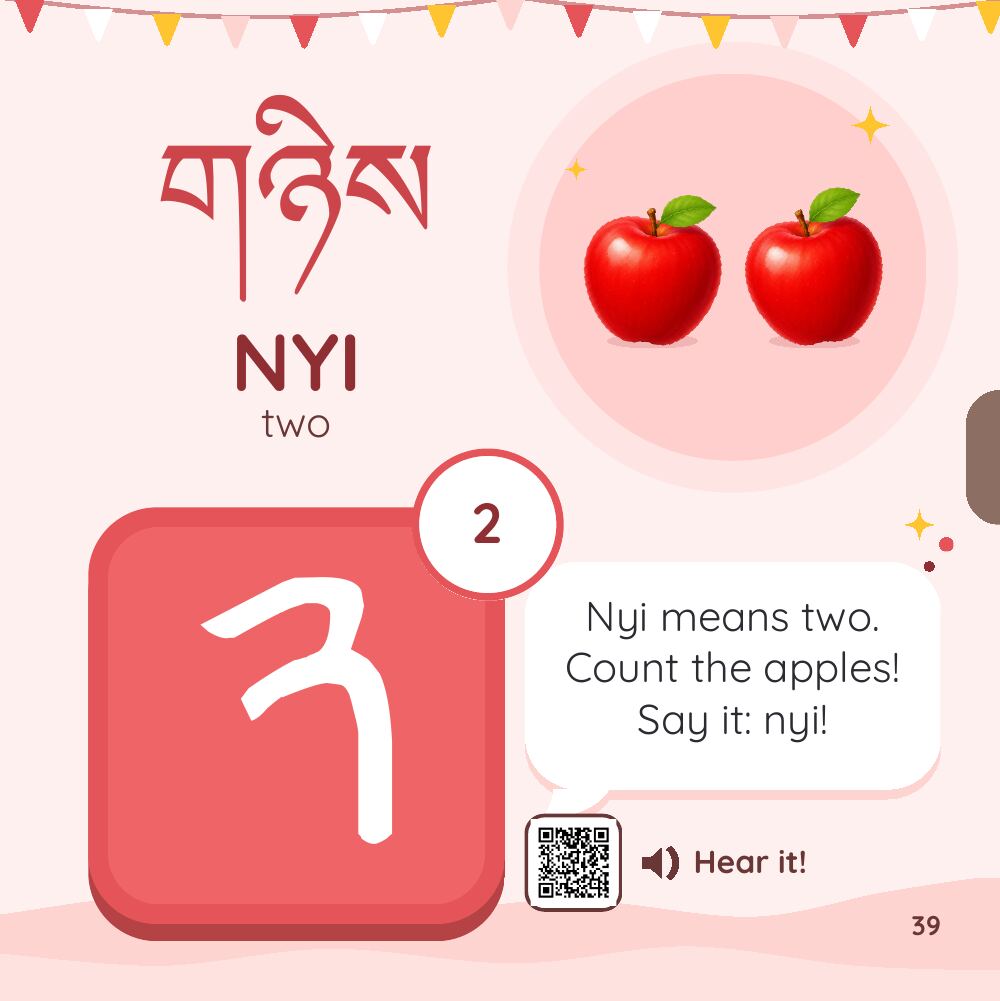 གཉིས
NYI
two
2
༢
Nyi means two.
Count the apples!
Say it: nyi!
Hear it!
39